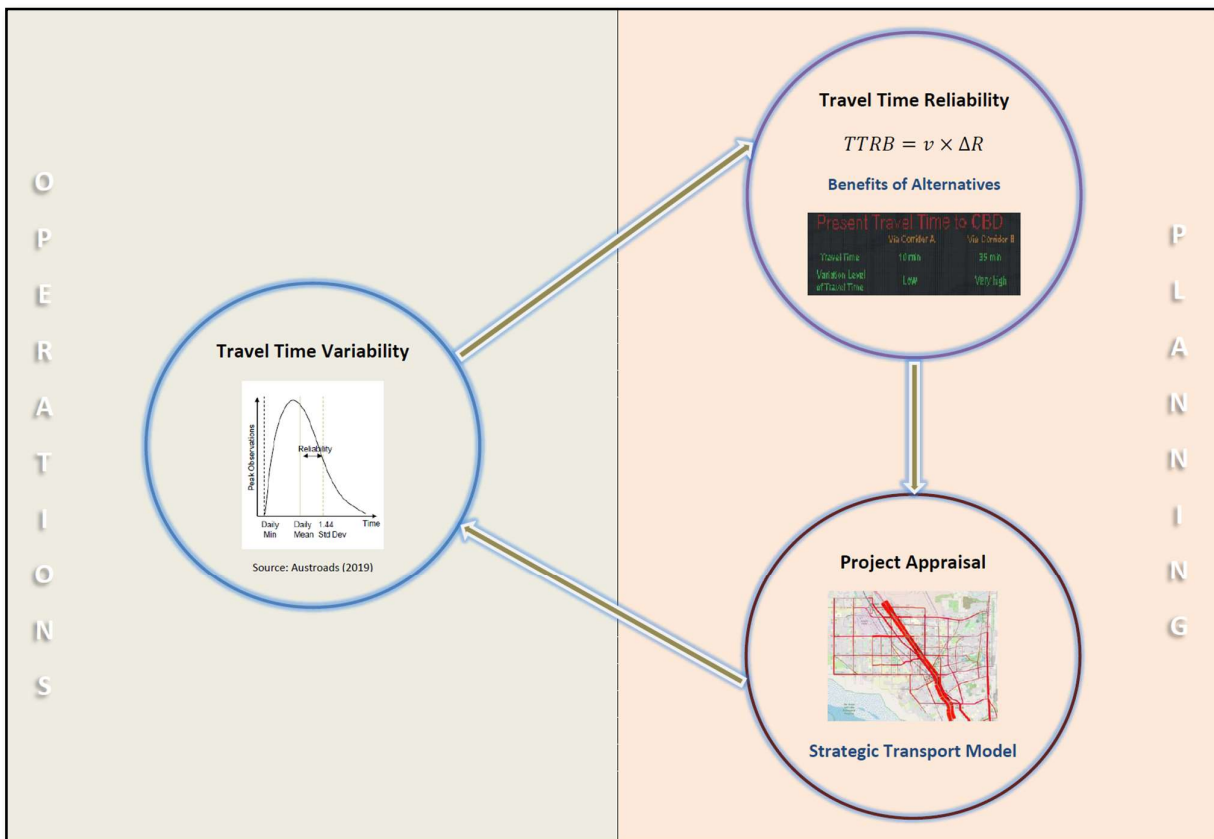 OPERATIONS
Travel Time Variability
Peak Observations
Reliability
Daily Min
Daily Mean
1.44 Std Dev
Time
Source: Austroads (2019)
Travel Time Reliability
TTRB = v × ΔR
Benefits of Alternatives
Present Travel Time to CBD
Via Corridor A Via Corridor B
Travel Time 10 min 35 min
Variation Level of Travel Time Low Very high
Project Appraisal
Strategic Transport Model
PLANNING